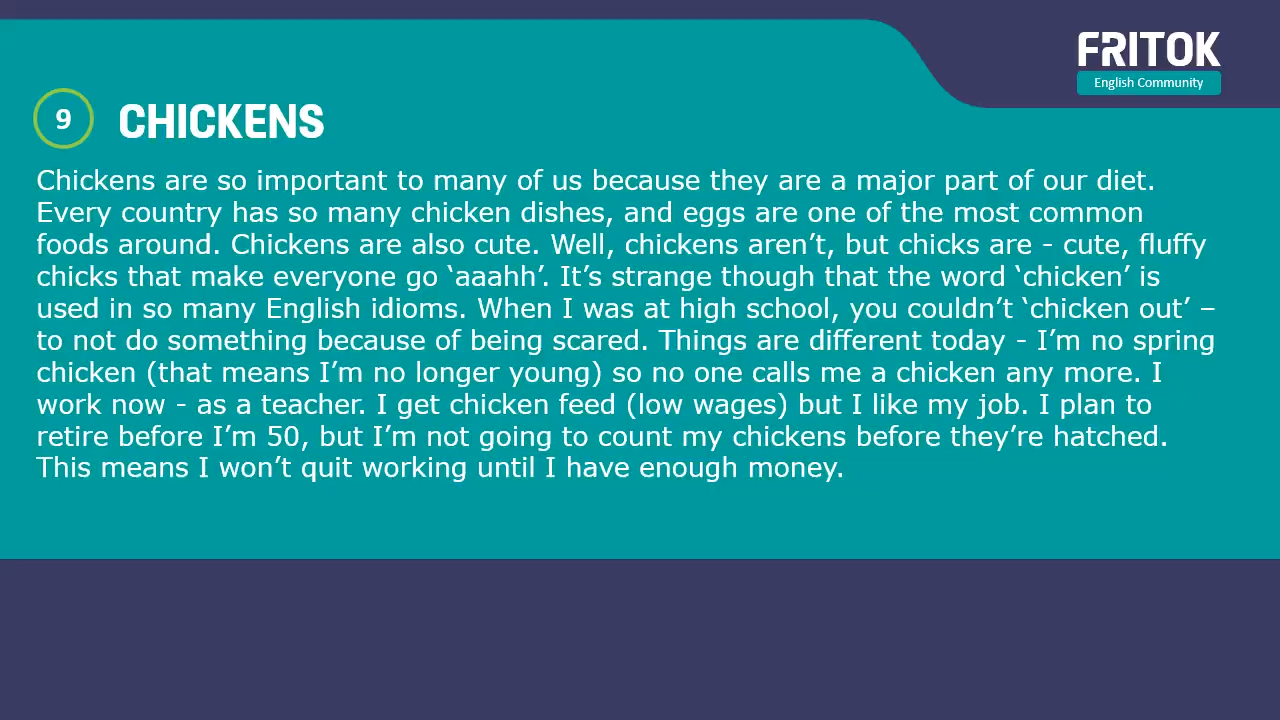 FRITOK
English Community
9
CHICKENS
Chickens are so important to many of us because they are a major part of our diet.
Every country has so many chicken dishes, and eggs are one of the most common
foods around. Chickens are also cute. Well, chickens aren’t, but chicks are - cute, fluffy
chicks that make everyone go ‘aaahh’. It’s strange though that the word ‘chicken’ is
used in so many English idioms. When I was at high school, you couldn’t ‘chicken out’ –
to not do something because of being scared. Things are different today - I’m no spring
chicken (that means I’m no longer young) so no one calls me a chicken any more. I
work now - as a teacher. I get chicken feed (low wages) but I like my job. I plan to
retire before I’m 50, but I’m not going to count my chickens before they’re hatched.
This means I won’t quit working until I have enough money.